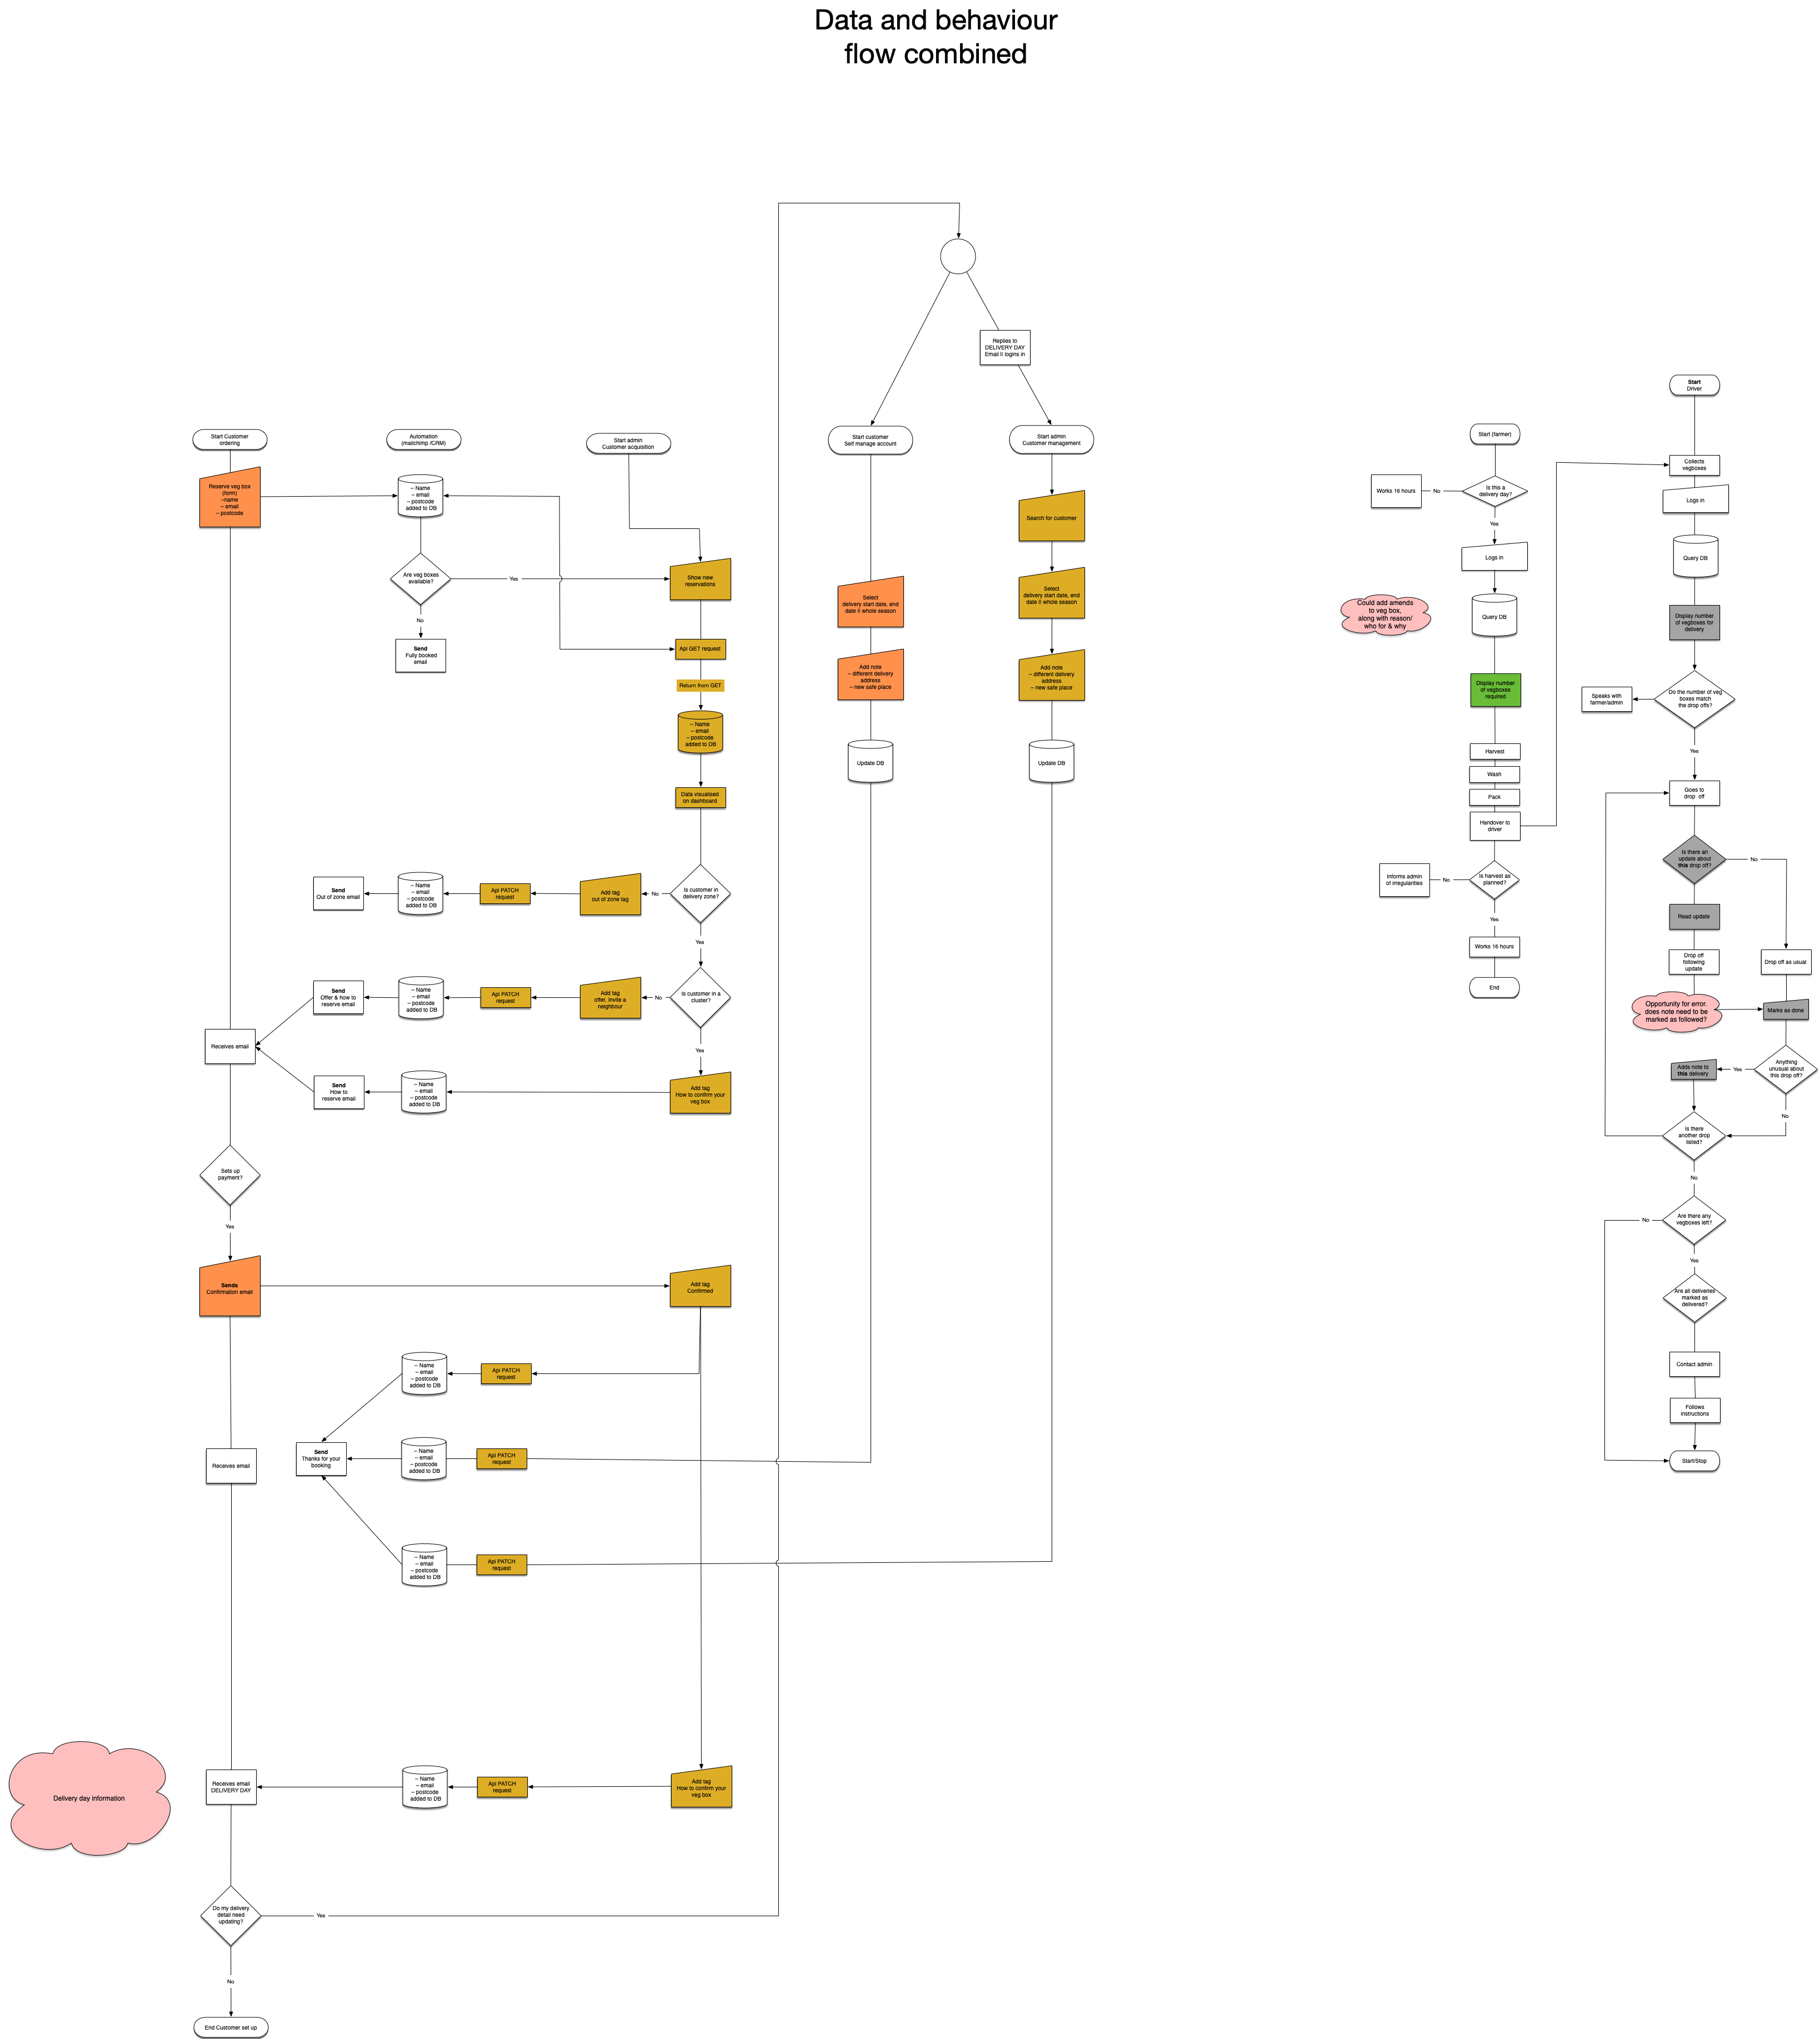 Data and behaviour
flow combined
Replies to
DELIVERY DAY
Email || logins in
Start Customer
ordering
Automation
(mailchimp /CRM)
Start admin
Customer acquisition
Start customer
Self manage account
Start admin
Customer management
Reserve veg box
(form)
–name
– email
– postcode
– Name
– email
– postcode
added to DB
Are veg boxes
available?
Yes
No
Send
Fully booked
email
Show new
reservations
Api GET request
Return from GET
– Name
– email
– postcode
added to DB
Data visualised
on dashboard
Is customer in
delivery zone?
No
Add tag
out of zone tag
Api PATCH
request
– Name
– email
– postcode
added to DB
Send
Out of zone email
Yes
Is customer in a
cluster?
No
Add tag
offer, invite a
neighbour
Api PATCH
request
– Name
– email
– postcode
added to DB
Send
Offer & how to
reserve email
Yes
Add tag
How to confirm your
veg box
– Name
– email
– postcode
added to DB
Send
How to
reserve email
Receives email
Sets up
payment?
Yes
Sends
Confirmation email
Add tag
Confirmed
Api PATCH
request
– Name
– email
– postcode
added to DB
Send
Thanks for your
booking
– Name
– email
– postcode
added to DB
Api PATCH
request
Receives email
– Name
– email
– postcode
added to DB
Api PATCH
request
Delivery day information
Receives email
DELIVERY DAY
– Name
– email
– postcode
added to DB
Api PATCH
request
Add tag
How to confirm your
veg box
Do my delivery
detail need
updating?
Yes
No
End Customer set up
Select
delivery start date, end
date || whole season
Add note
– different delivery
address
– new safe place
Update DB
Search for customer
Select
delivery start date, end
date || whole season
Add note
– different delivery
address
– new safe place
Update DB
Start (farmer)
Is this a
delivery day?
No
Works 16 hours
Yes
Logs in
Query DB
Could add amends
to veg box,
along with reason/
who for & why
Display number
of vegboxes
required
Harvest
Wash
Pack
Handover to
driver
Is harvest as
planned?
No
Informs admin
of irregularities
Yes
Works 16 hours
End
Start
Driver
Collects
vegboxes
Logs in
Query DB
Display number
of vegboxes for
delivery
Do the number of veg
boxes match
the drop offs?
Speaks with
farmer/admin
Yes
Goes to
drop off
Is there an
update about
this drop off?
No
Read update
Drop off
following
update
Drop off as usual
Opportunity for error.
does note need to be
marked as followed?
Marks as done
Anything
unusual about
this drop off?
Yes
Adds note to
this delivery
No
Is there
another drop
listed?
No
Are there any
vegboxes left?
No
Yes
Are all deliveries
marked as
delivered?
Contact admin
Follows
instructions
Start/Stop